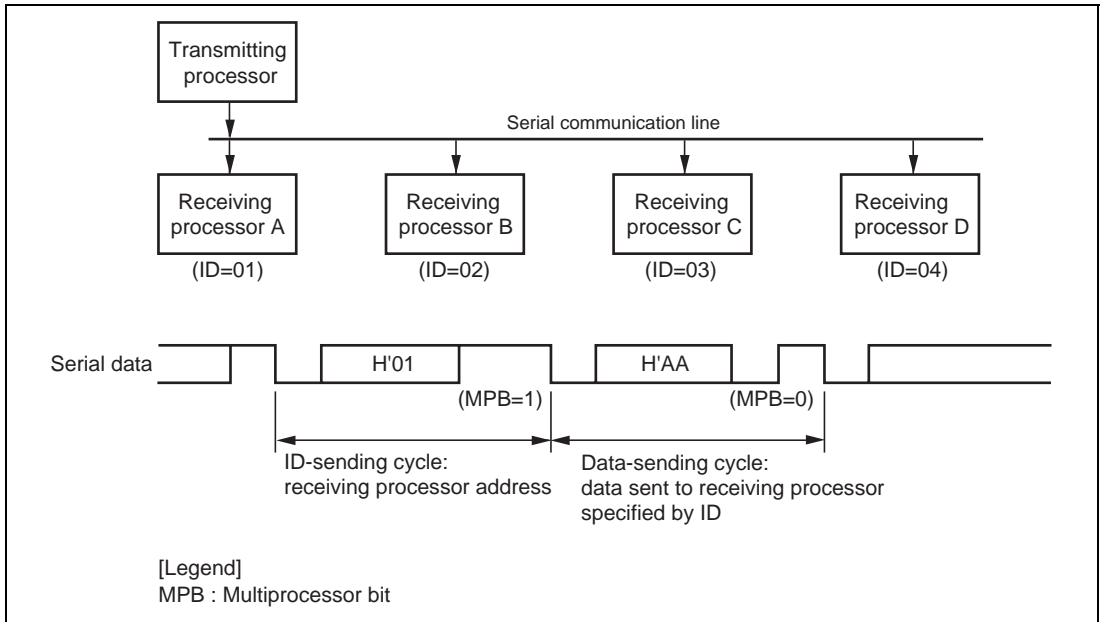 Transmitting
processor
Serial communication line
Receiving
processor A
Receiving
processor B
Receiving
processor C
Receiving
processor D
(ID=01)
(ID=02)
(ID=03)
(ID=04)
Serial data
H'01
H'AA
(MPB=1)
(MPB=0)
ID-sending cycle:
receiving processor address
Data-sending cycle:
data sent to receiving processor
specified by ID
[Legend]
MPB : Multiprocessor bit